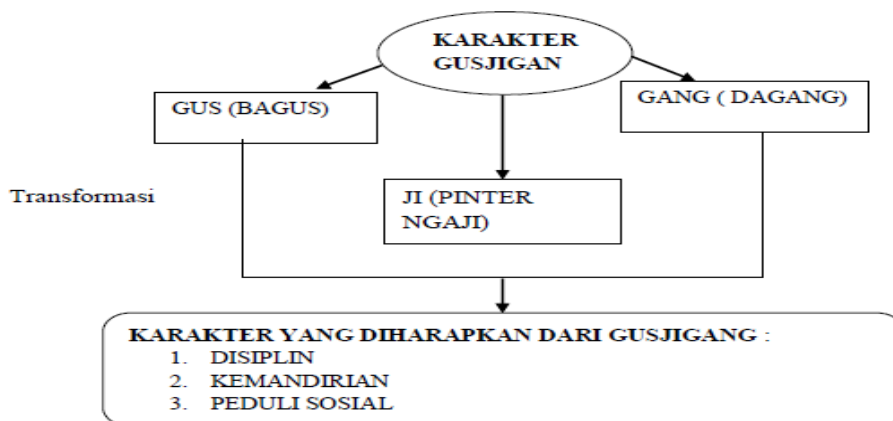 KARAKTER
GUSJIGAN
GUS (BAGUS)
GANG ( DAGANG)
Transformasi
JI (PINTER
NGAJI)
KARAKTER YANG DIHARAPKAN DARI GUSJIGANG :
1. DISIPLIN
2. KEMANDIRIAN
3. PEDULI SOSIAL